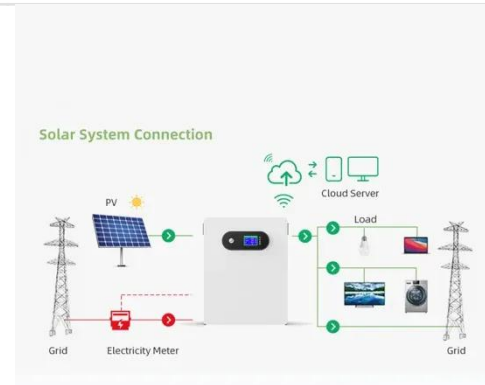 Solar System Connection
Cloud Server
PV
Load
Grid
Electricity Meter
Grid